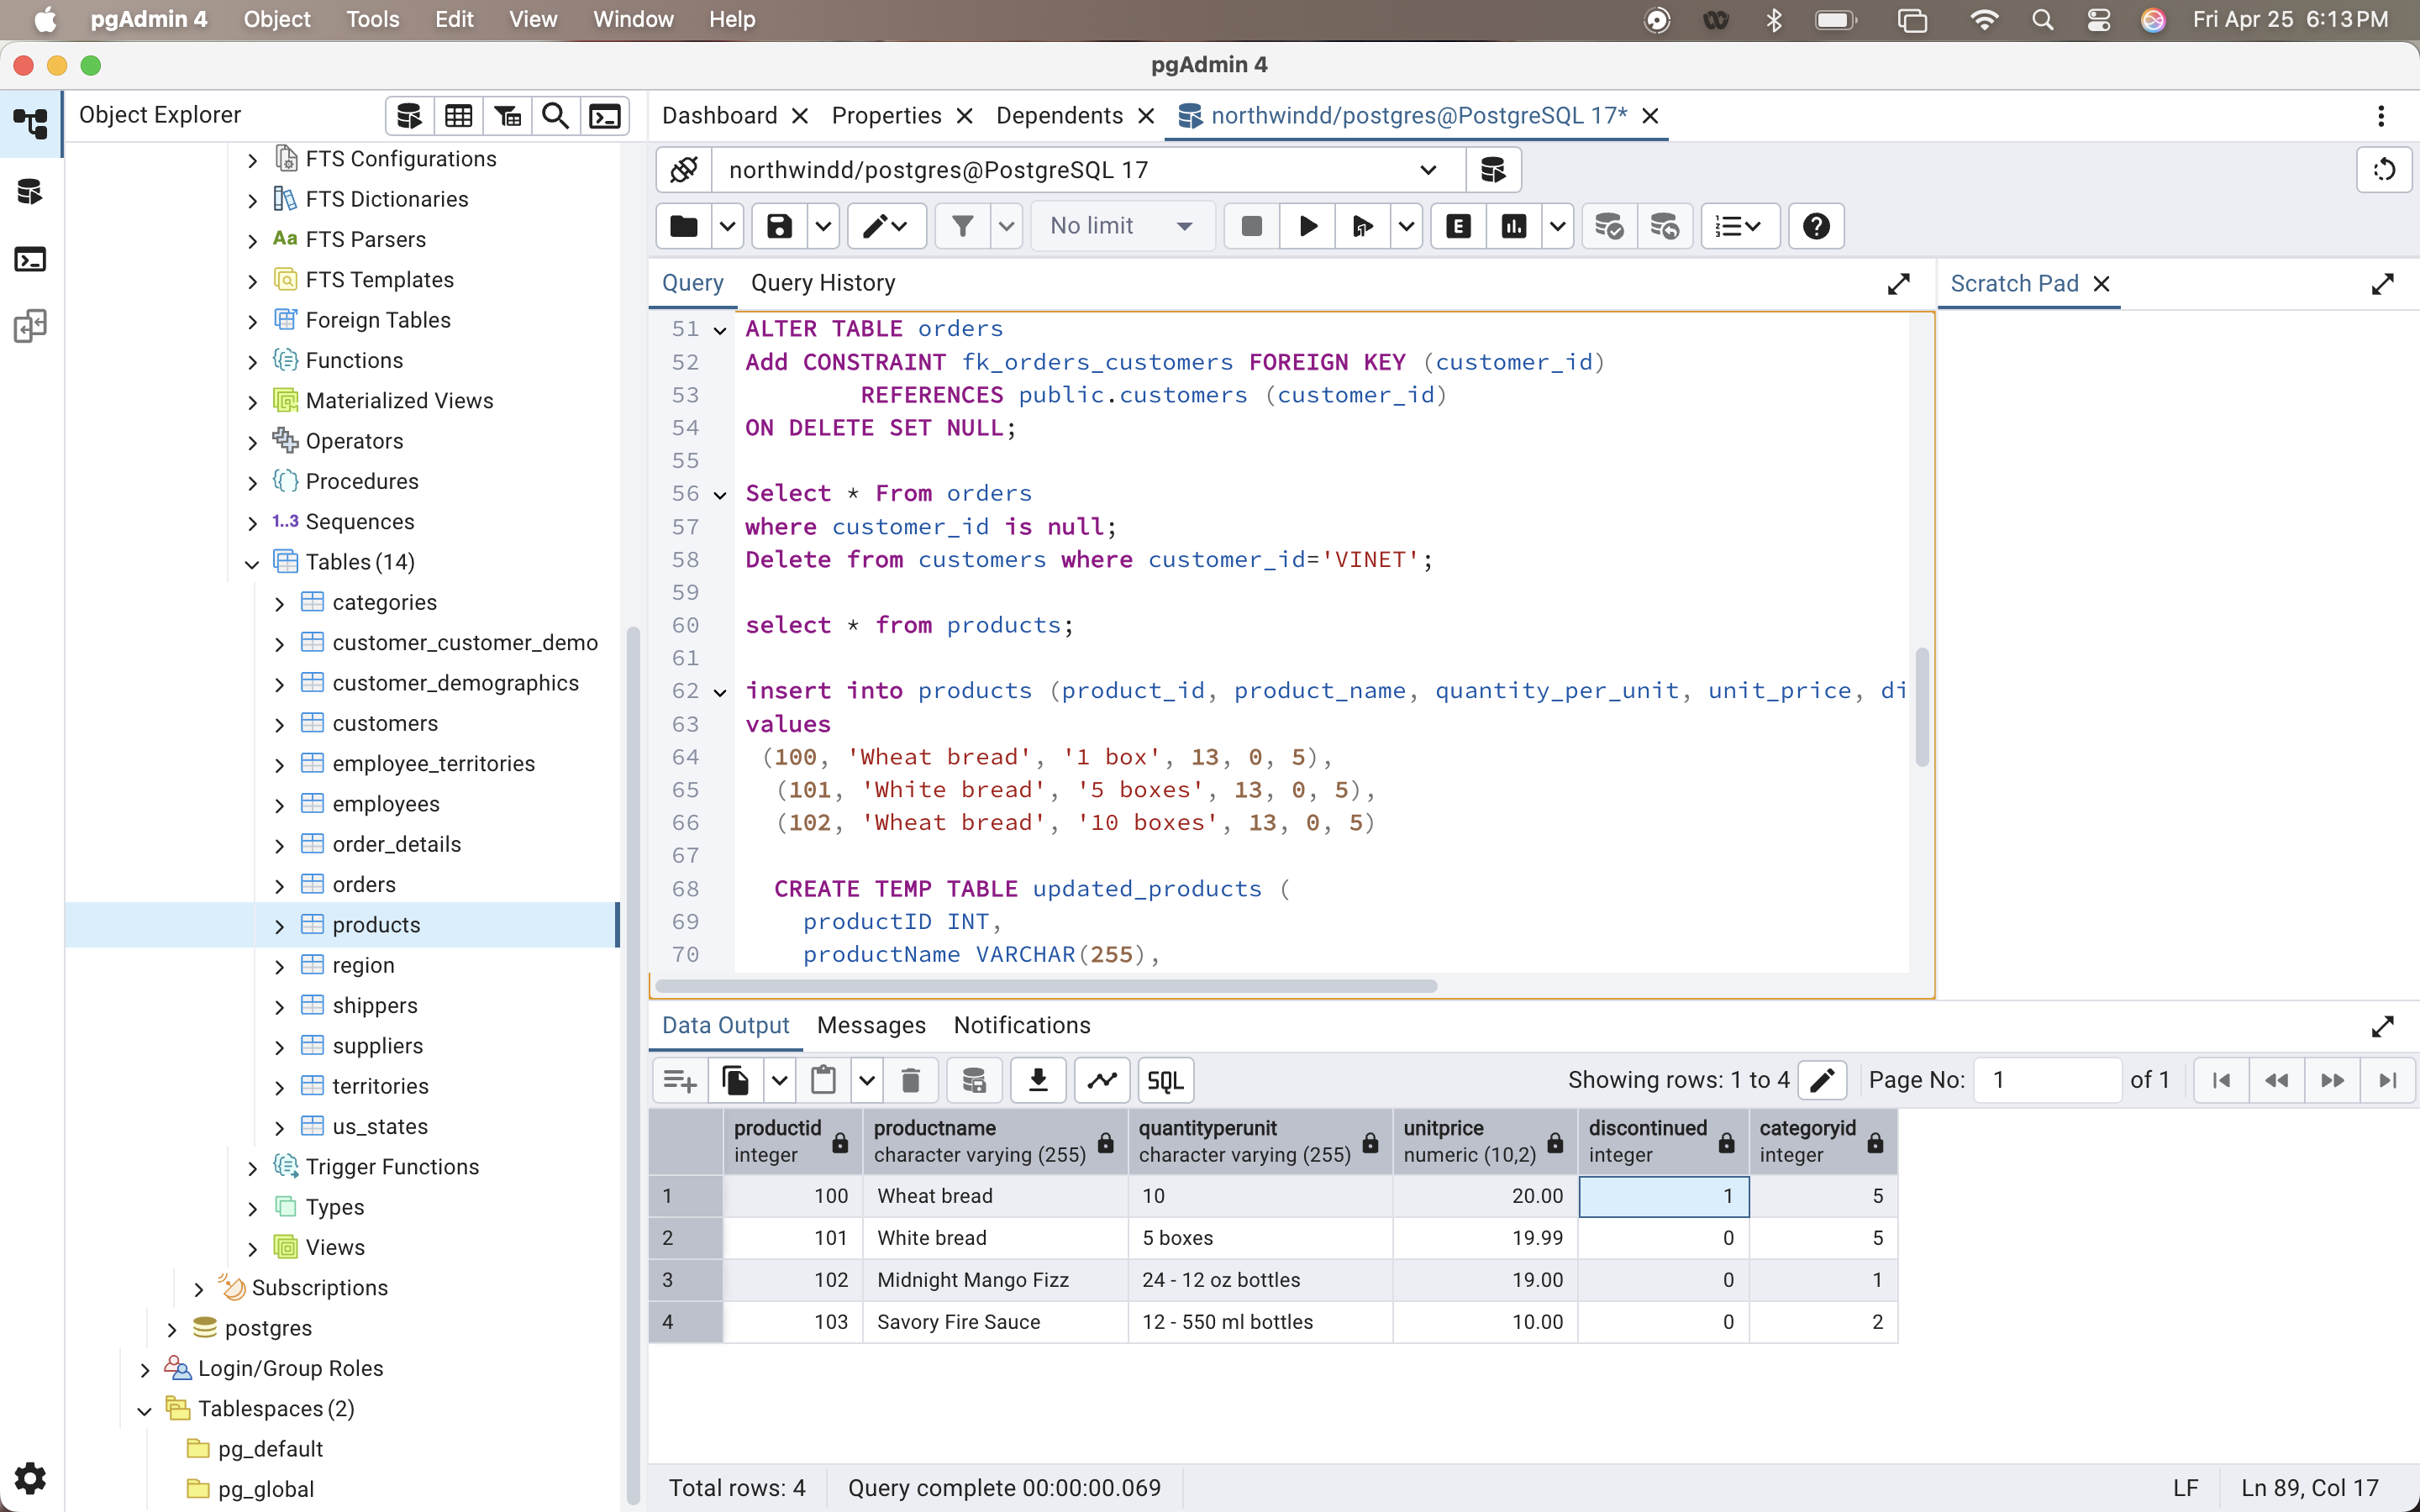 pgAdmin 4 Object Tools Edit View Window Help Fri Apr 25 6:13 PM
pgAdmin 4
Object Explorer
FTS Configurations
FTS Dictionaries
Aa FTS Parsers
FTS Templates
Foreign Tables
Functions
Materialized Views
Operators
Procedures
1..3 Sequences
Tables (14)
categories
customer_customer_demo
customer_demographics
customers
employee_territories
employees
order_details
orders
products
region
shippers
suppliers
territories
us_states
Trigger Functions
Types
Views
Subscriptions
postgres
Login/Group Roles
Tablespaces (2)
pg_default
pg_global
Dashboard Properties Dependents northwindd/postgres@PostgreSQL 17*
northwindd/postgres@PostgreSQL 17
No limit E
Query Query History
Scratch Pad
51 ALTER TABLE orders
52 Add CONSTRAINT fk_orders_customers FOREIGN KEY (customer_id)
53 REFERENCES public.customers (customer_id)
54 ON DELETE SET NULL;
55
56 Select * From orders
57 where customer_id is null;
58 Delete from customers where customer_id='VINET';
59
60 select * from products;
61
62 insert into products (product_id, product_name, quantity_per_unit, unit_price, di
63 values
64 (100, 'Wheat bread', '1 box', 13, 0, 5),
65 (101, 'White bread', '5 boxes', 13, 0, 5),
66 (102, 'Wheat bread', '10 boxes', 13, 0, 5)
67
68 CREATE TEMP TABLE updated_products (
69 productID INT,
70 productName VARCHAR(255),
Data Output Messages Notifications
SQL Showing rows: 1 to 4 Page No: 1 of 1
productid productname quantityperunit unitprice discontinued categoryid
integer character varying (255) character varying (255) numeric (10,2) integer integer
1 100 Wheat bread 10 20.00 1 5
2 101 White bread 5 boxes 19.99 0 5
3 102 Midnight Mango Fizz 24 - 12 oz bottles 19.00 0 1
4 103 Savory Fire Sauce 12 - 550 ml bottles 10.00 0 2
Total rows: 4 Query complete 00:00:00.069 LF Ln 89, Col 17